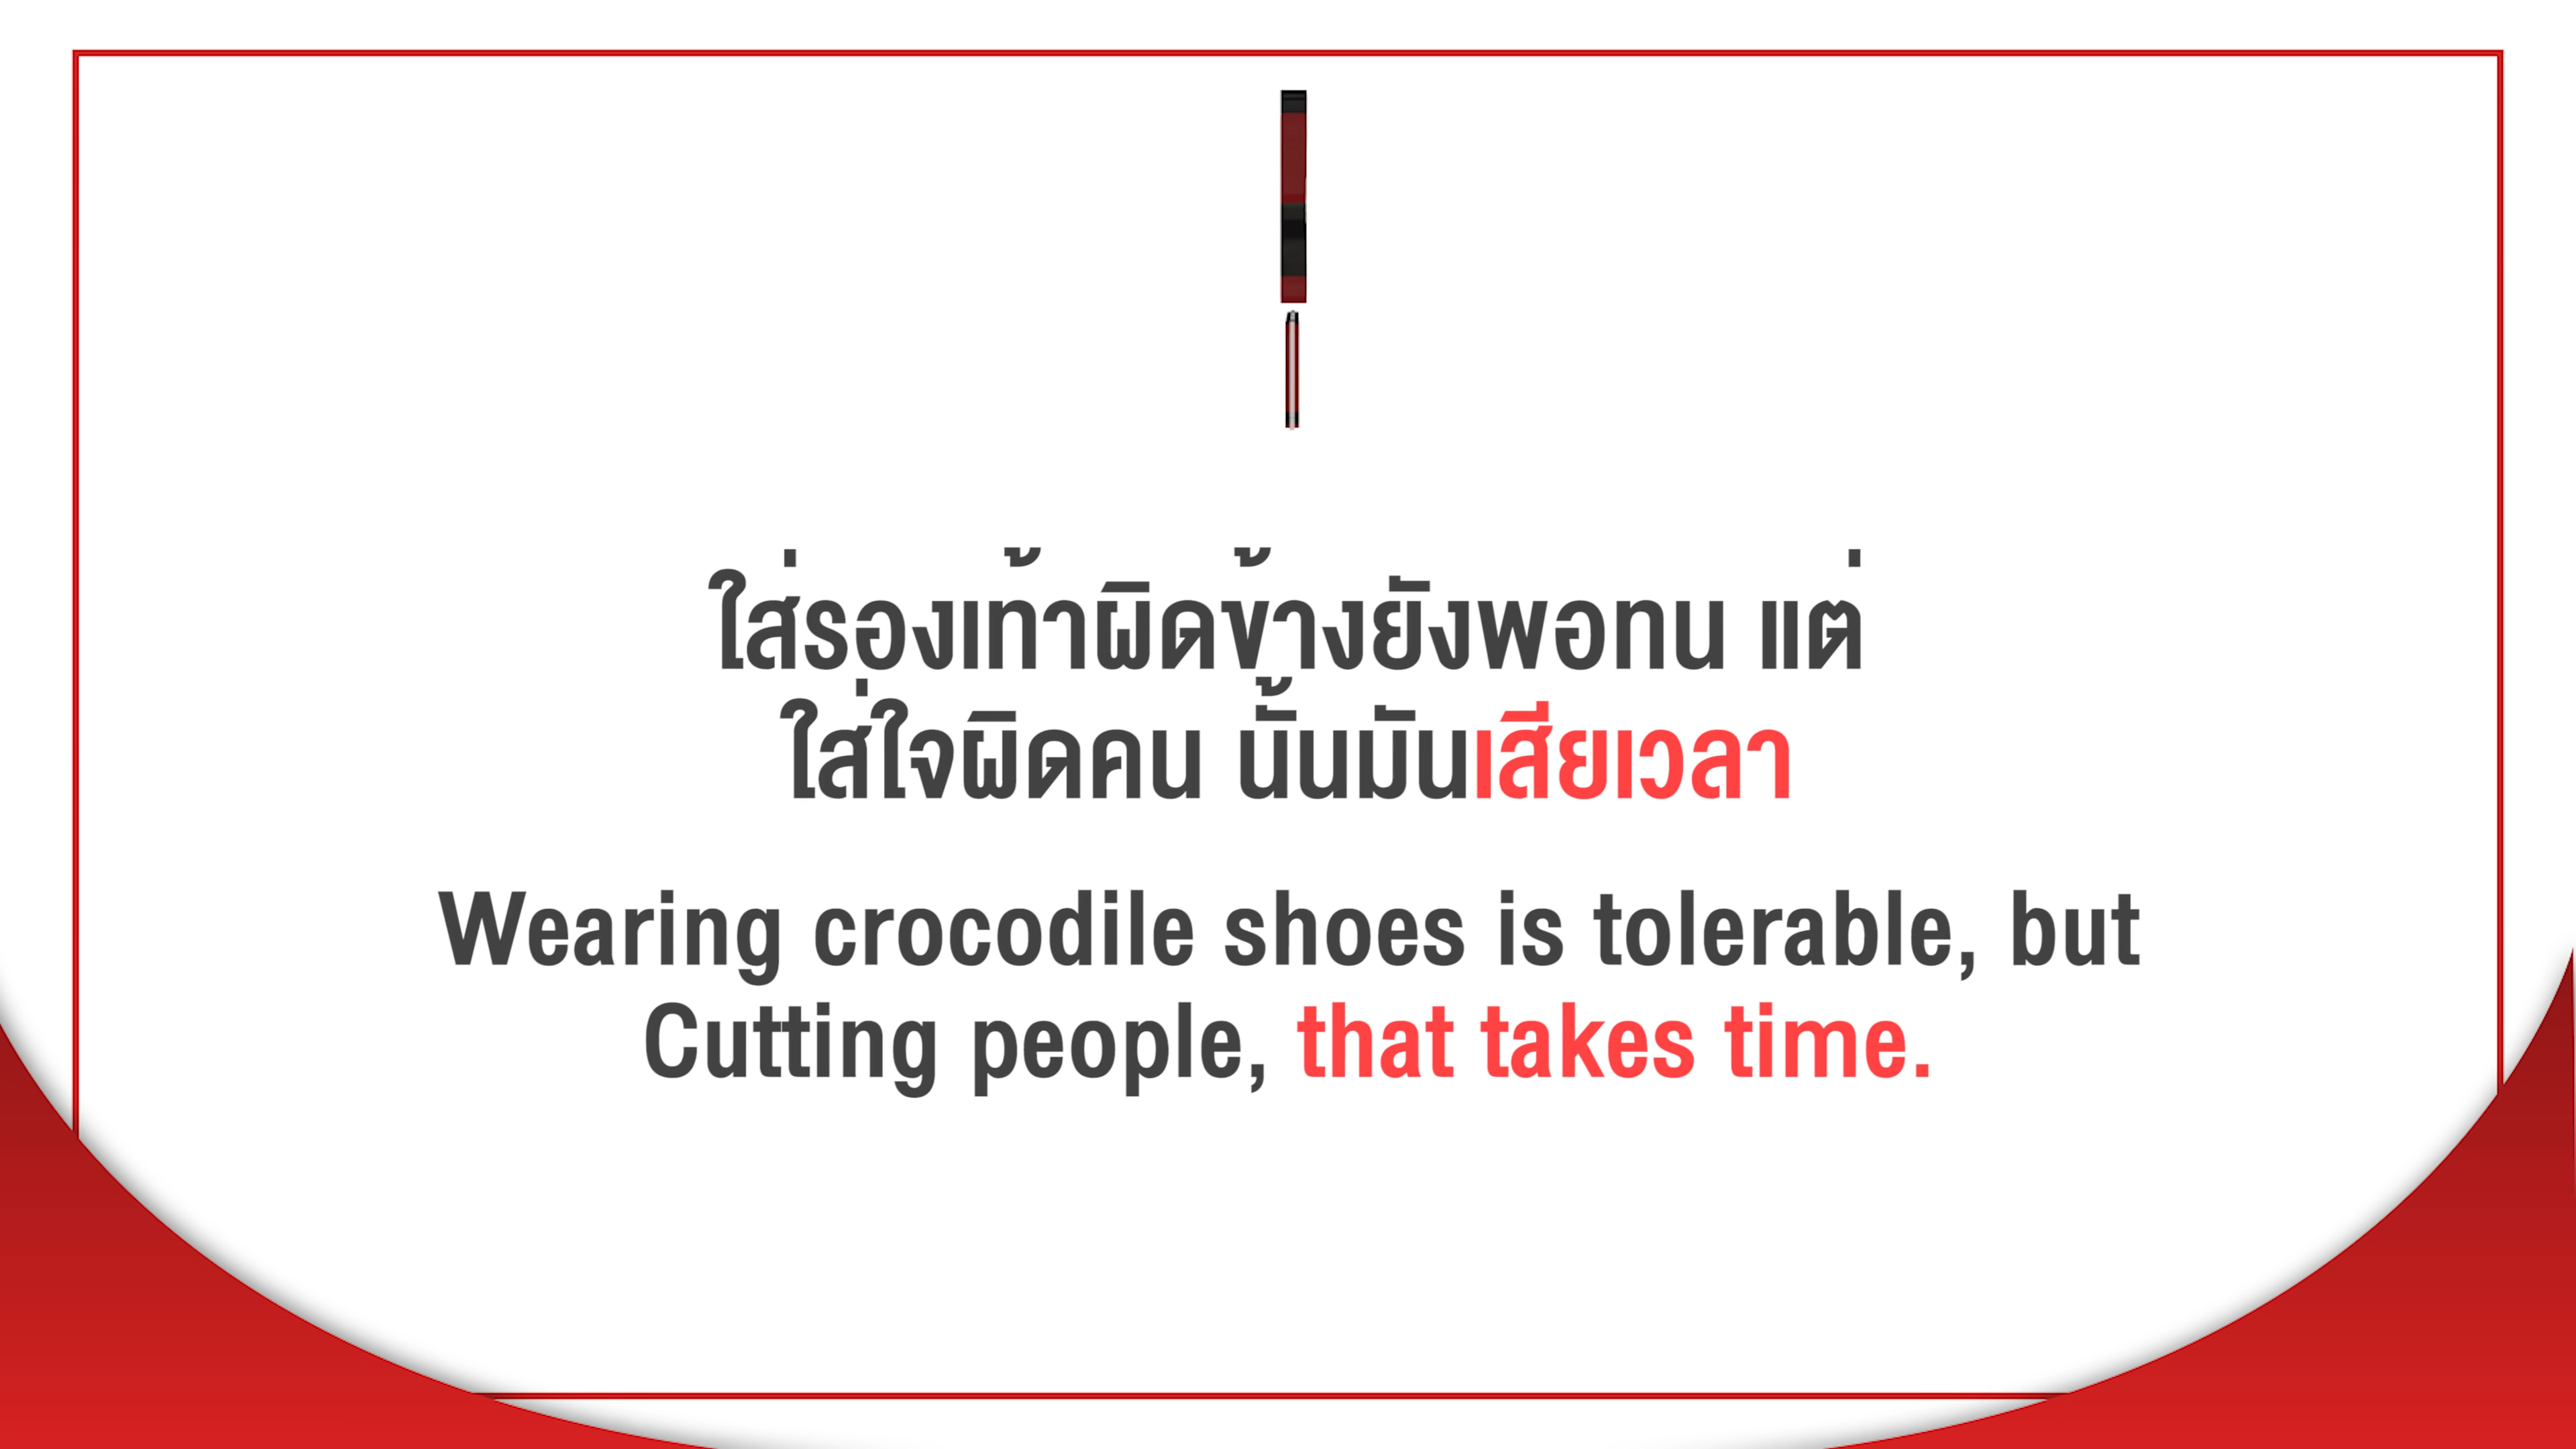 ใส่รองเท้าผิดข้างยังพอทน แต่
ใส่ใจผิดคน นั้นมันเสียเวลา
Wearing crocodile shoes is tolerable, but
Cutting people, that takes time.